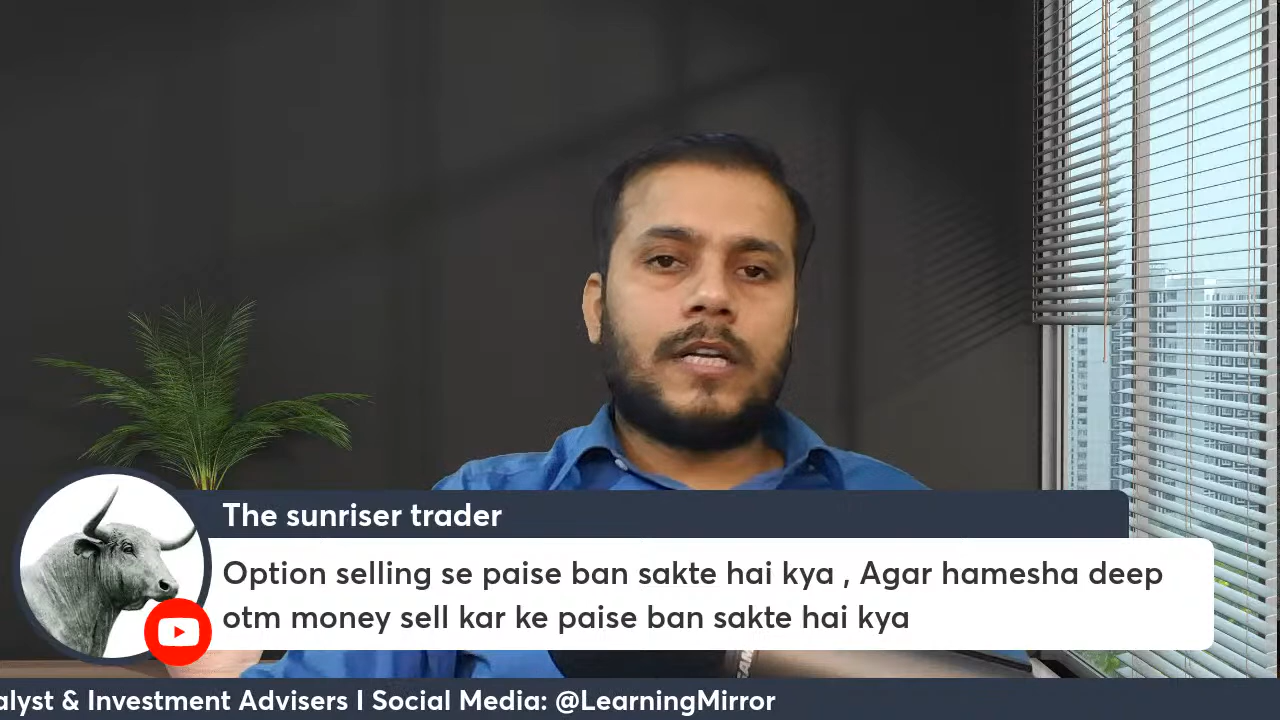 The sunriser trader
Option selling se paise ban sakte hai kya , Agar hamesha deep
otm money sell kar ke paise ban sakte hai kya
alyst & Investment Advisers I Social Media: @LearningMirror